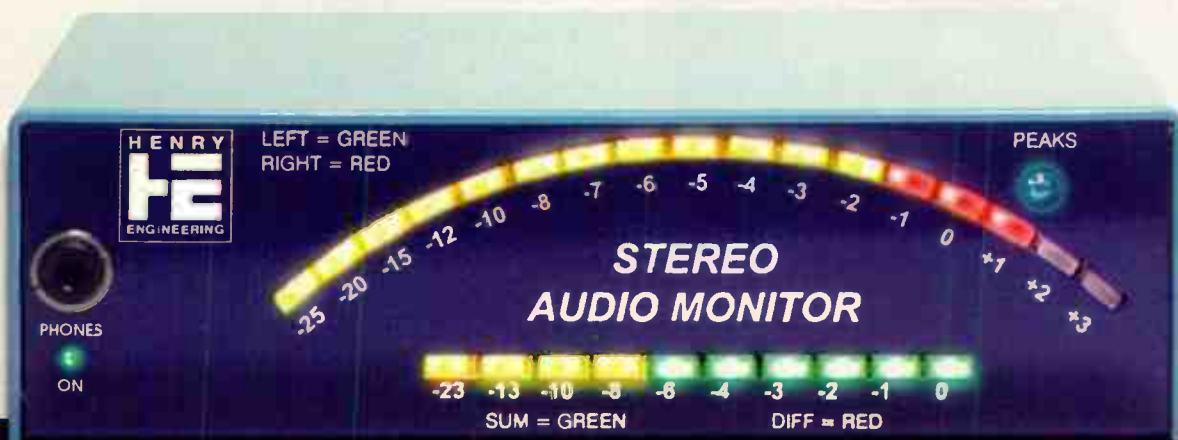 HENRY
HE
ENGINEERING
LEFT = GREEN
RIGHT = RED
PEAKS
-25 -20 -15 -12 -10 -8 -7 -6 -5 -4 -3 -2 -1 0 +1 +2 +3
STEREO
AUDIO MONITOR
PHONES
ON
-23 -13 -10 -8 -6 -4 -3 -2 -1 0
SUM = GREEN DIFF = RED